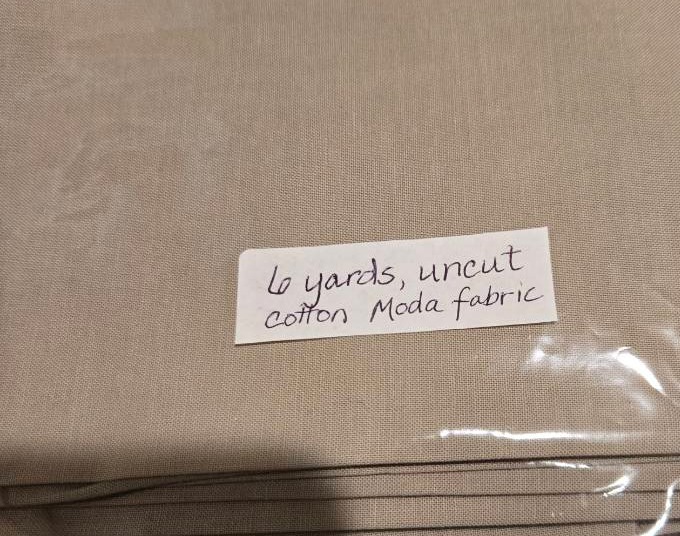 6 yards, uncut
cotton Moda fabric